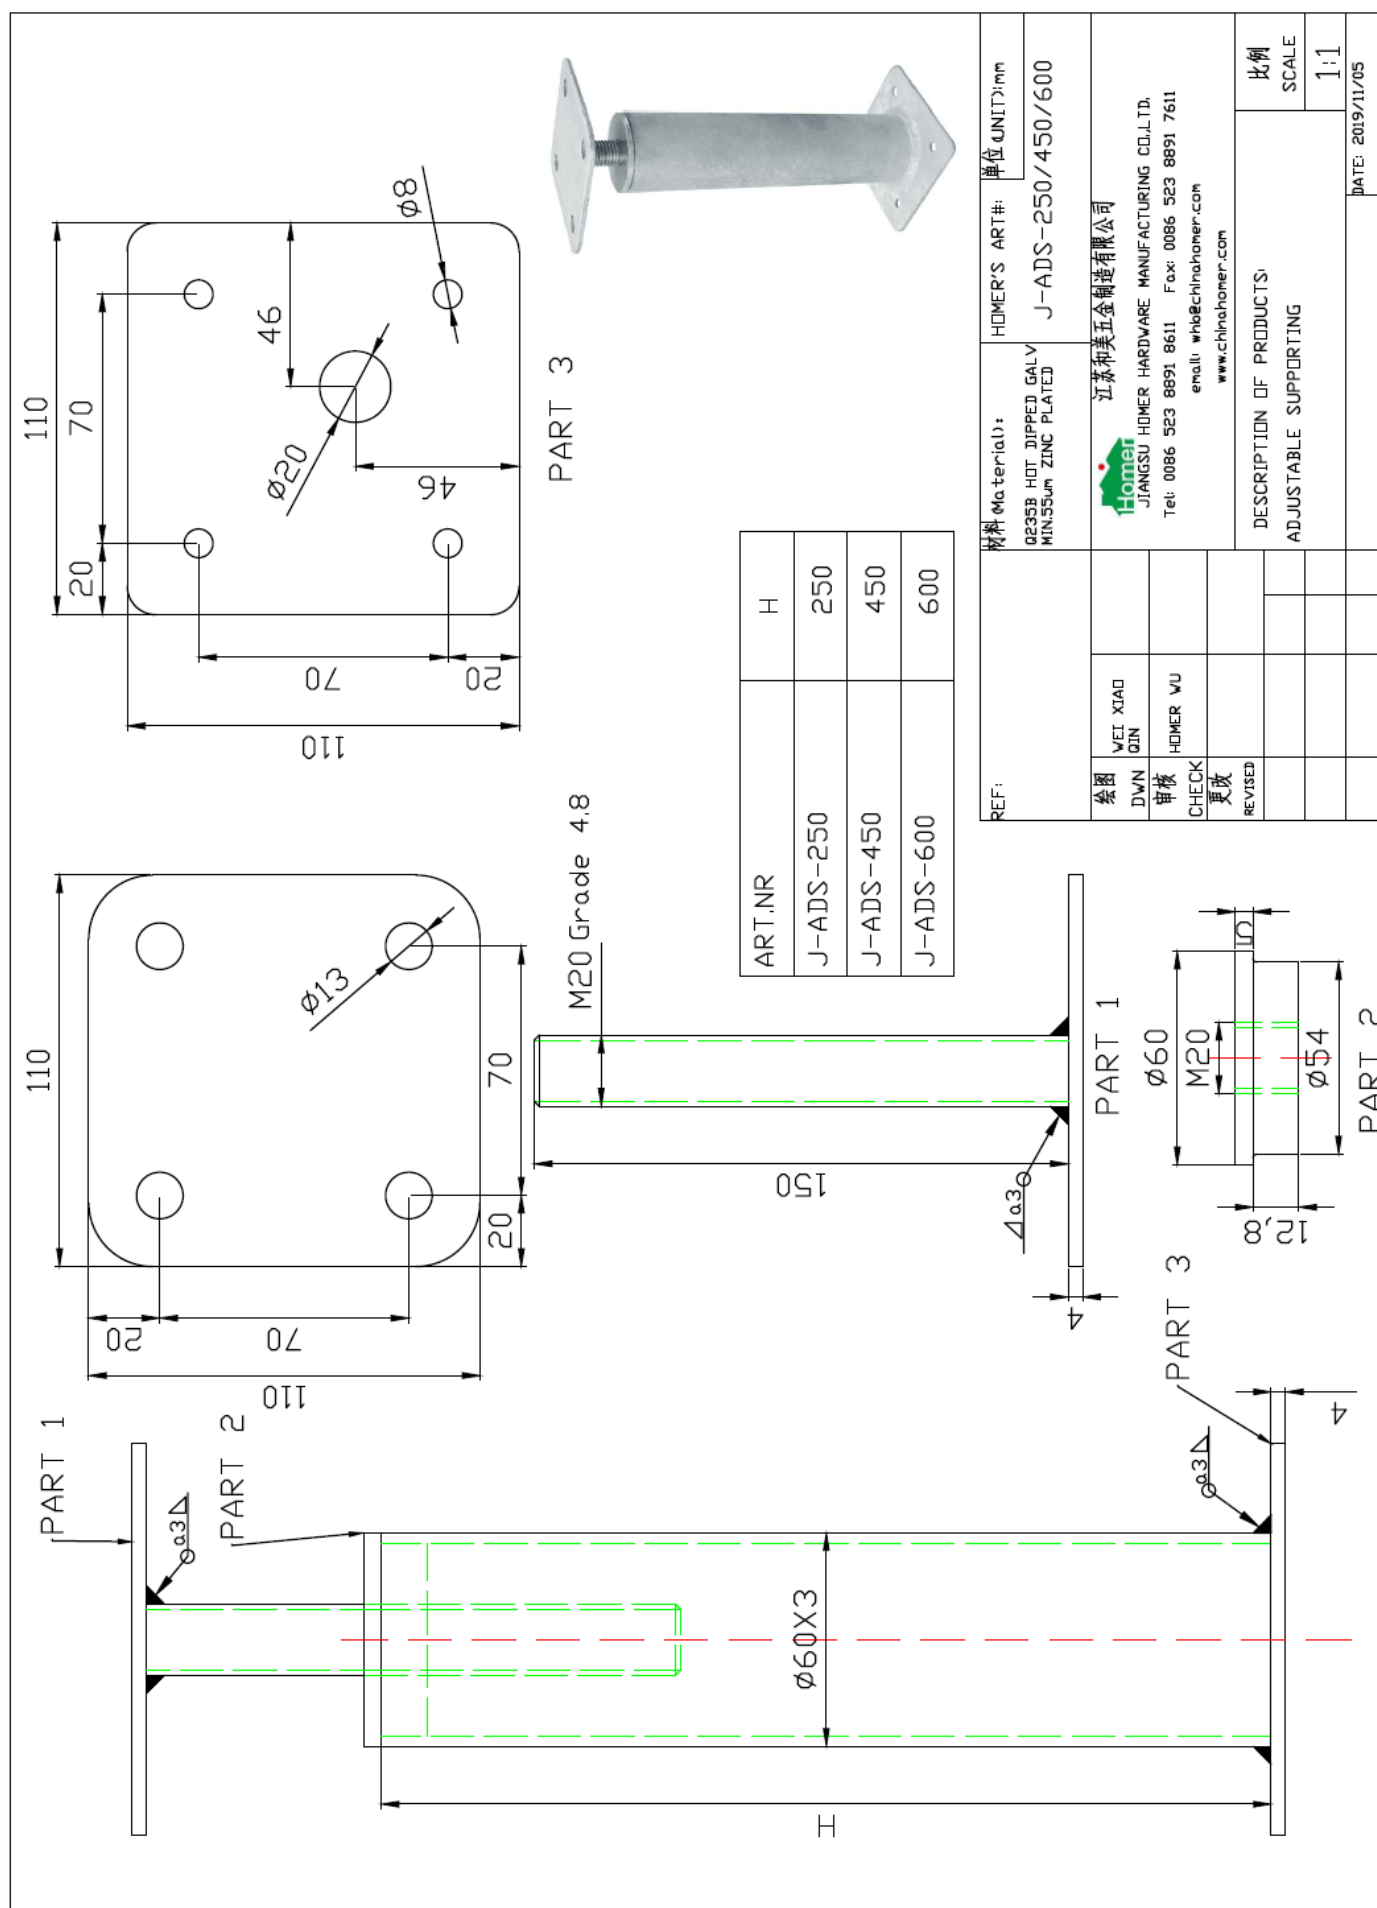 PART 1
a3
PART 2
Ø60X3
H
a3
PART 3
4
110
20
70
110
Ø13
70
20
M20 Grade 4.8
150
a3
4
PART 1
Ø60
M20
5
12,8
Ø54
PART 2
110
70
20
46
Ø8
Ø20
46
70
20
110
PART 3
ART.NR
H
J-ADS-250
250
J-ADS-450
450
J-ADS-600
600
REF:
材料(Material):
Q235B HOT DIPPED GALV
MIN.55um ZINC PLATED
HOMER'S ART#:
单位(UNIT):mm
J-ADS-250/450/600
绘图
DWN
WEI XIAO
QIN
审核
CHECK
HOMER WU
更改
REVISED
江苏和美五金制造有限公司
Homer
JIANGSU HOMER HARDWARE MANUFACTURING CO.,LTD.
Tel: 0086 523 8891 8611 Fax: 0086 523 8891 7611
email: whb@chinahomer.com
www.chinahomer.com
DESCRIPTION OF PRODUCTS:
ADJUSTABLE SUPPORTING
比例
SCALE
1:1
DATE: 2019/11/05